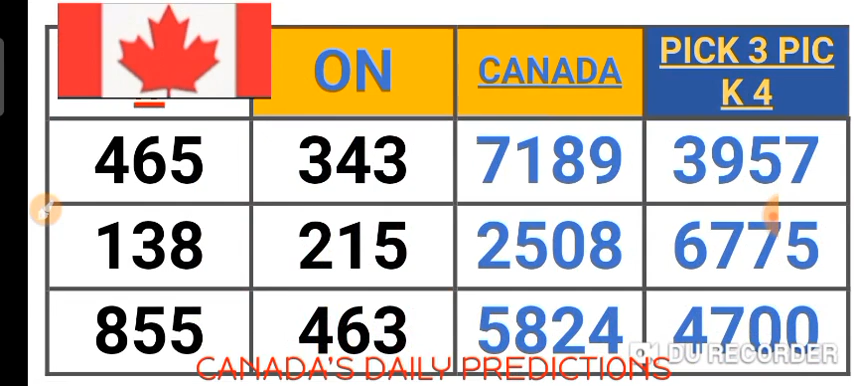 ON CANADA PICK 3 PIC
K 4
465 343 7189 3957
138 215 2508 6775
855 463 5824 4700
DU RECORDER
CANADA'S DAILY PREDICTIONS